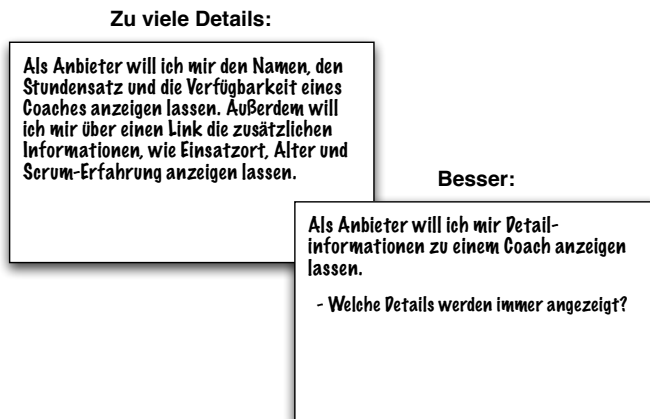 Zu viele Details:
Als Anbieter will ich mir den Namen, den
Stundensatz und die Verfügbarkeit eines
Coaches anzeigen lassen. Außerdem will
ich mir über einen Link die zusätzlichen
Informationen, wie Einsatzort, Alter und
Scrum-Erfahrung anzeigen lassen.
Besser:
Als Anbieter will ich mir Detail-
informationen zu einem Coach anzeigen
lassen.
- Welche Details werden immer angezeigt?